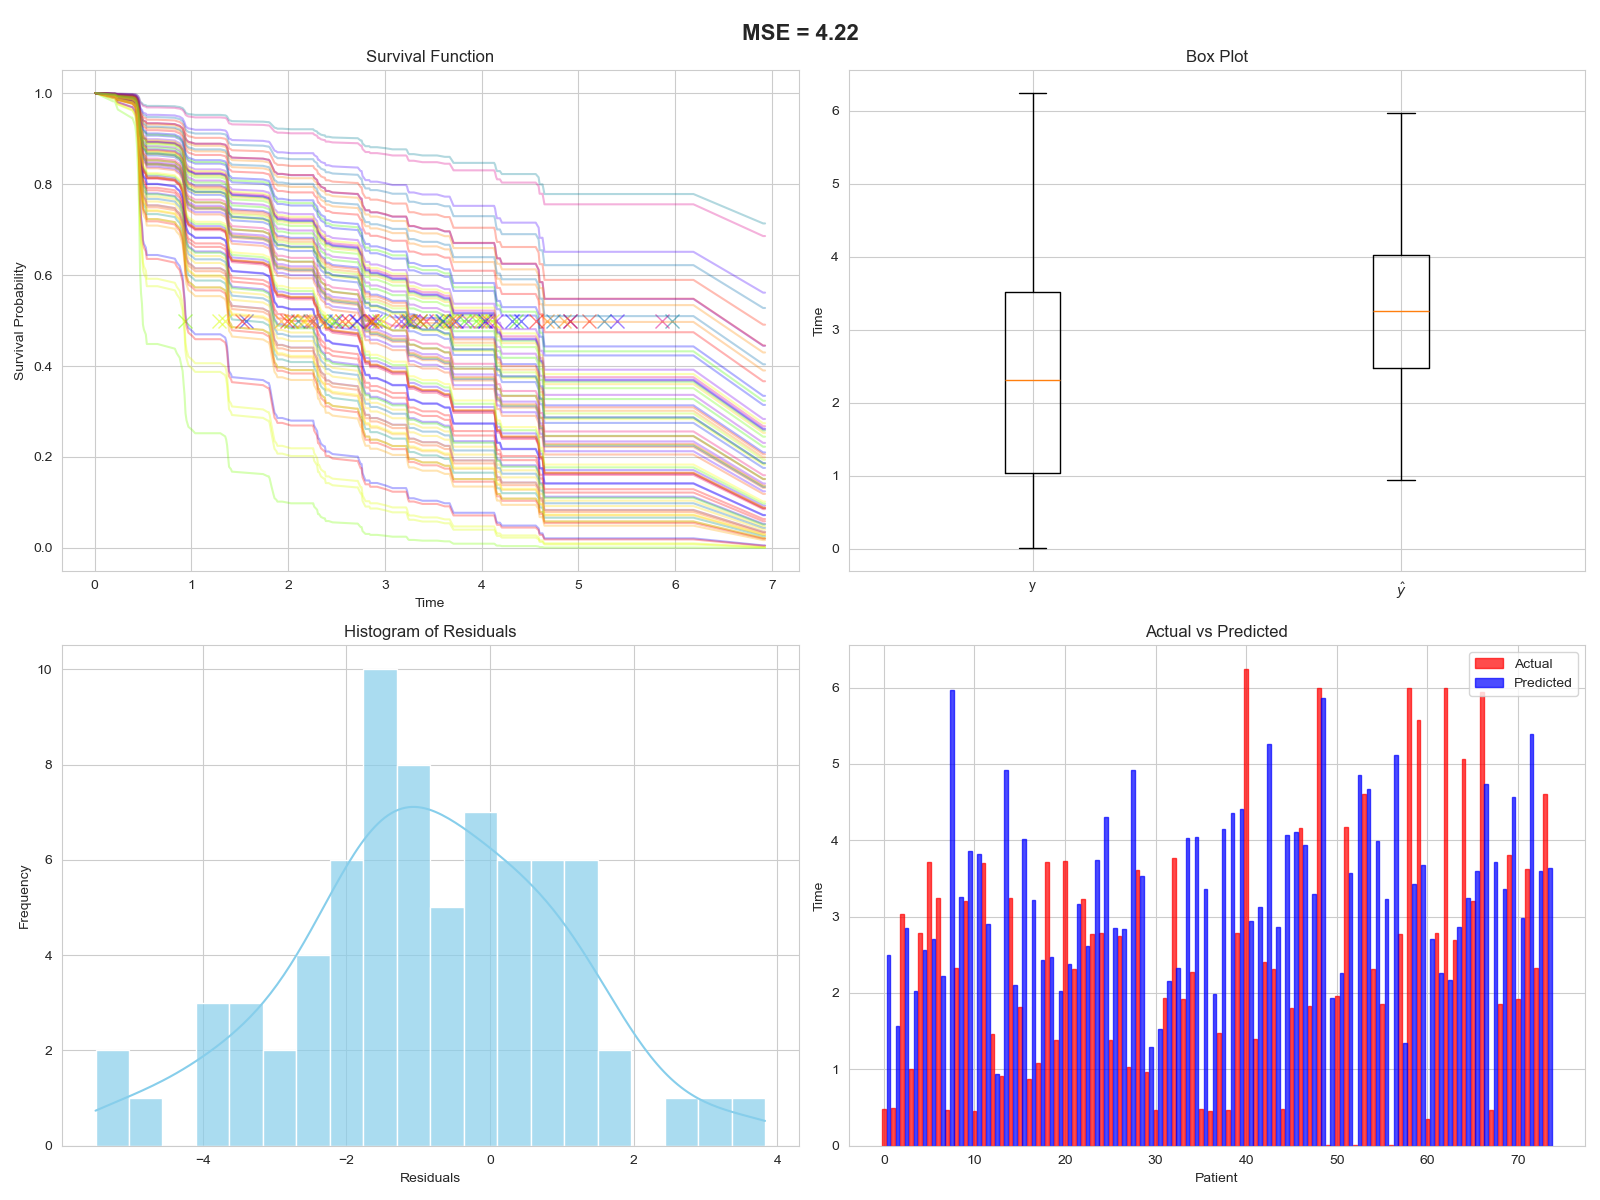 MSE = 4.22
Survival Function
Survival Probability
1.0
0.8
0.6
0.4
0.2
0.0
0 1 2 3 4 5 6 7
Time
Box Plot
Time
6
5
4
3
2
1
0
y ŷ
Histogram of Residuals
Frequency
10
8
6
4
2
0
−4 −2 0 2 4
Residuals
Actual vs Predicted
Actual
Predicted
Time
6
5
4
3
2
1
0
0 10 20 30 40 50 60 70
Patient